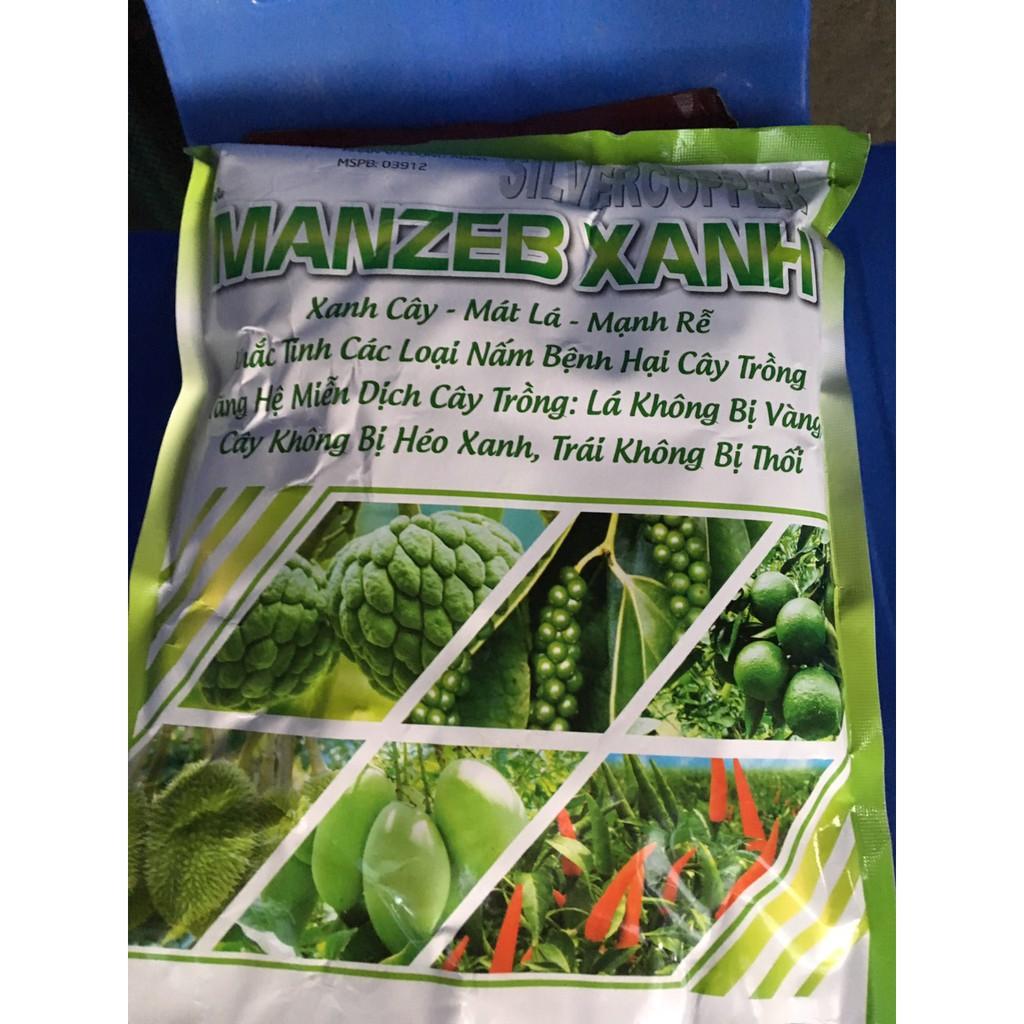 MSPB: 03912
SILVERCOPPER
MANZEB XANH
Xanh Cây - Mát Lá - Mạnh Rễ
Tinh Các Loại Nấm Bệnh Hại Cây Trồng
Hệ Miễn Dịch Cây Trồng: Lá Không Bị Vàng
Cây Không Bị Héo Xanh, Trái Không Bị Thối